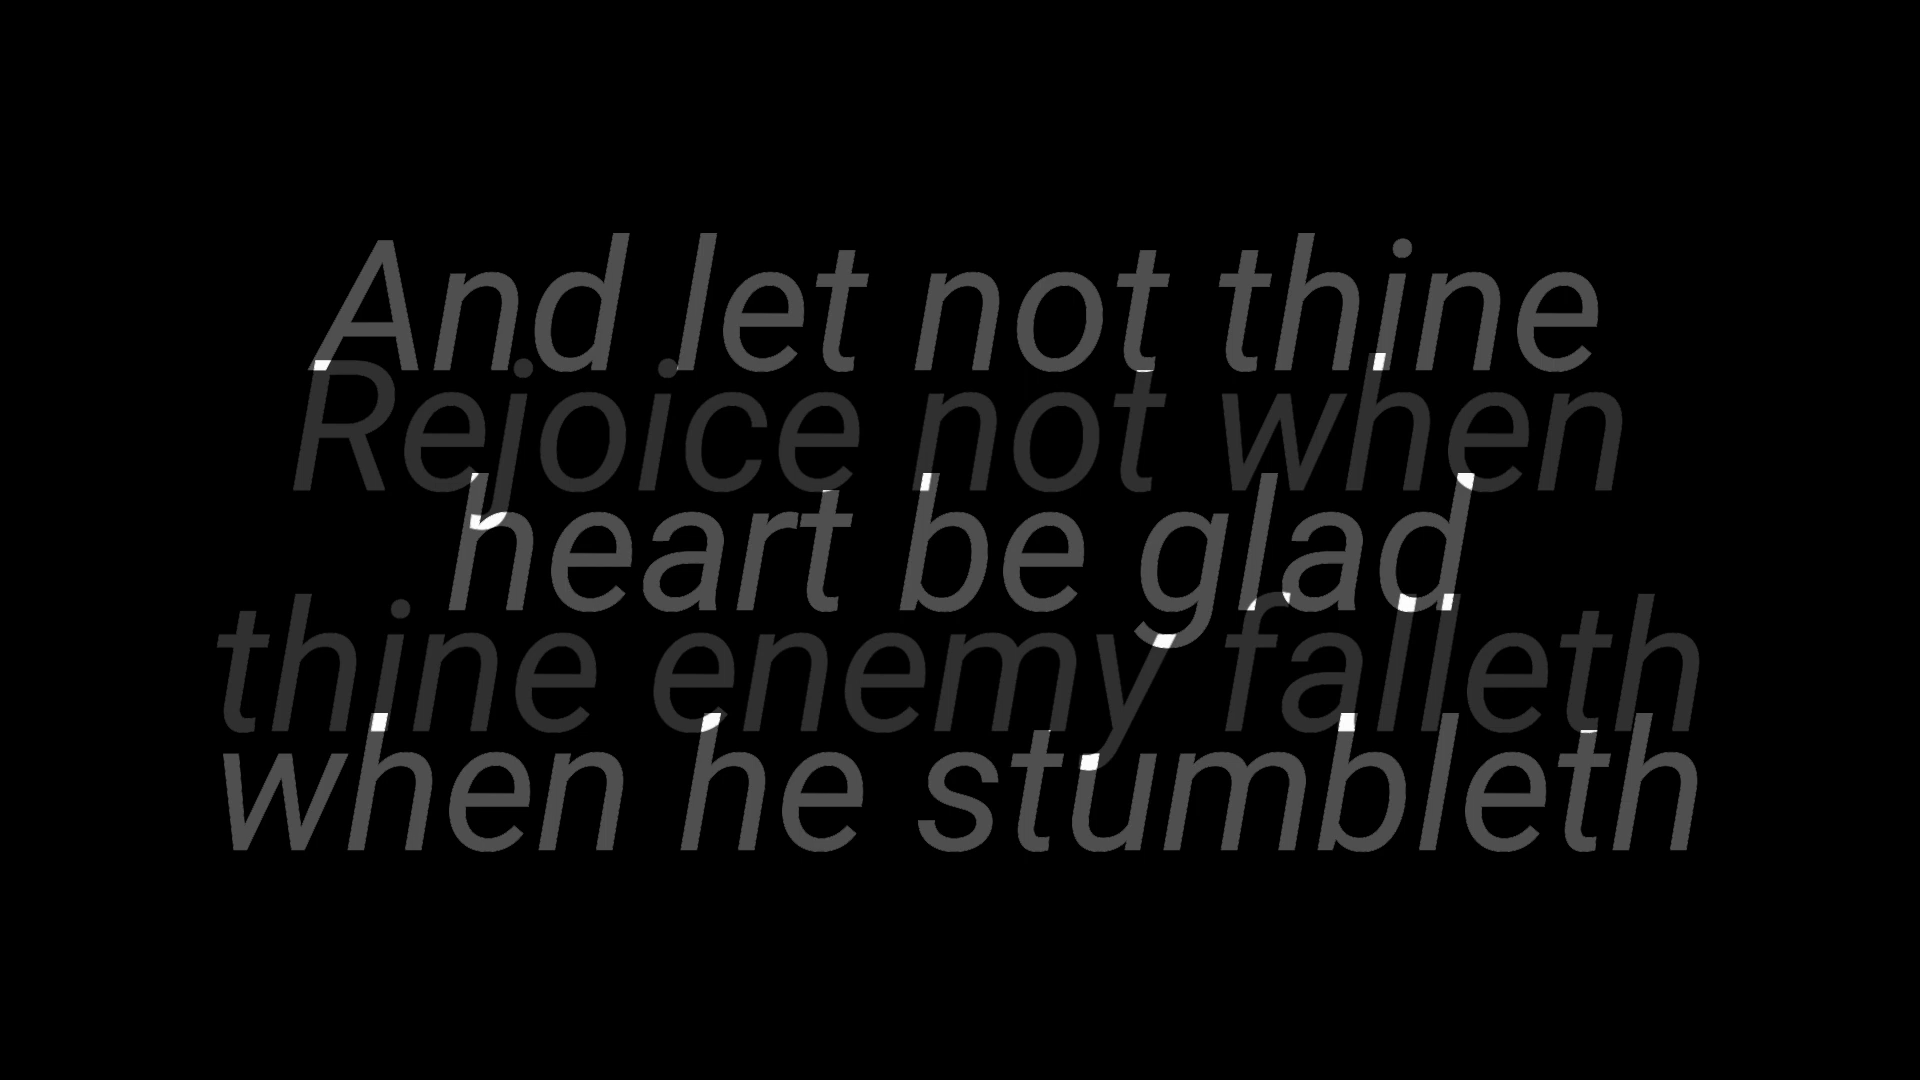 And let not thine
Rejoice not when
heart be glad
thine enemy falleth
when he stumbleth